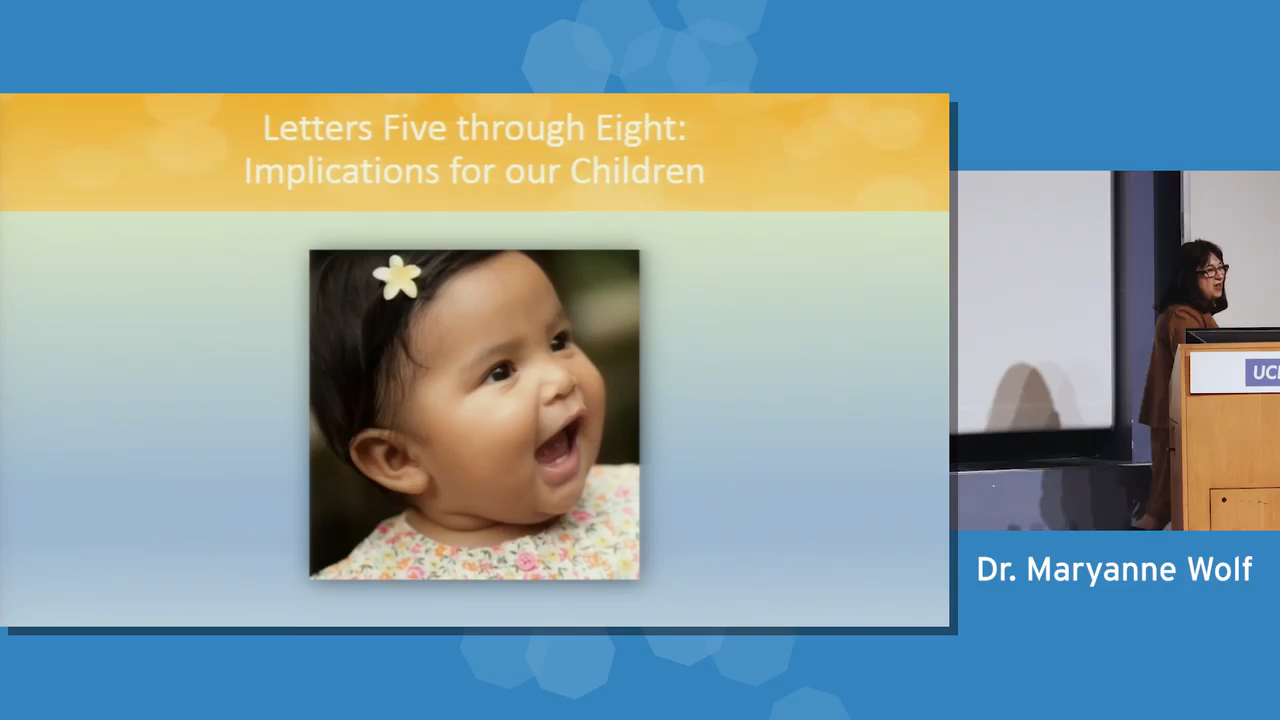 Letters Five through Eight:
Implications for our Children
Dr. Maryanne Wolf